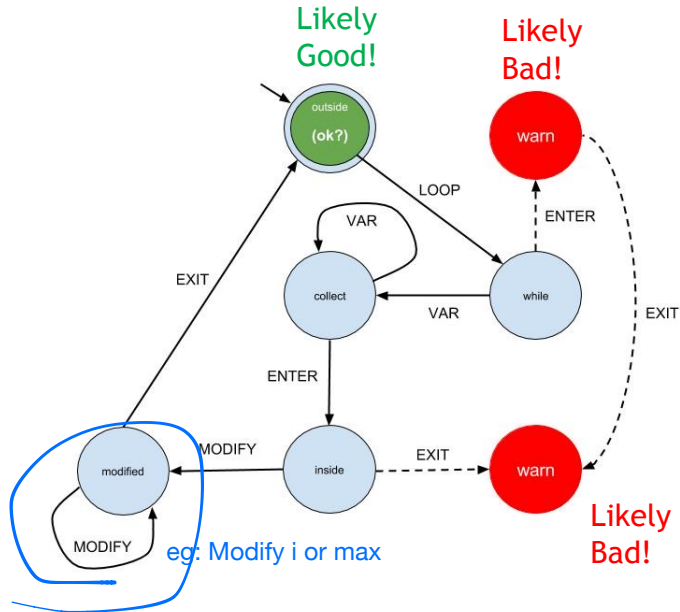 Likely
Good!
Likely
Bad!
outside
(ok?)
warn
LOOP
VAR
ENTER
EXIT
collect
VAR
while
EXIT
ENTER
modified
MODIFY
inside
EXIT
warn
MODIFY
eg: Modify i or max
Likely
Bad!